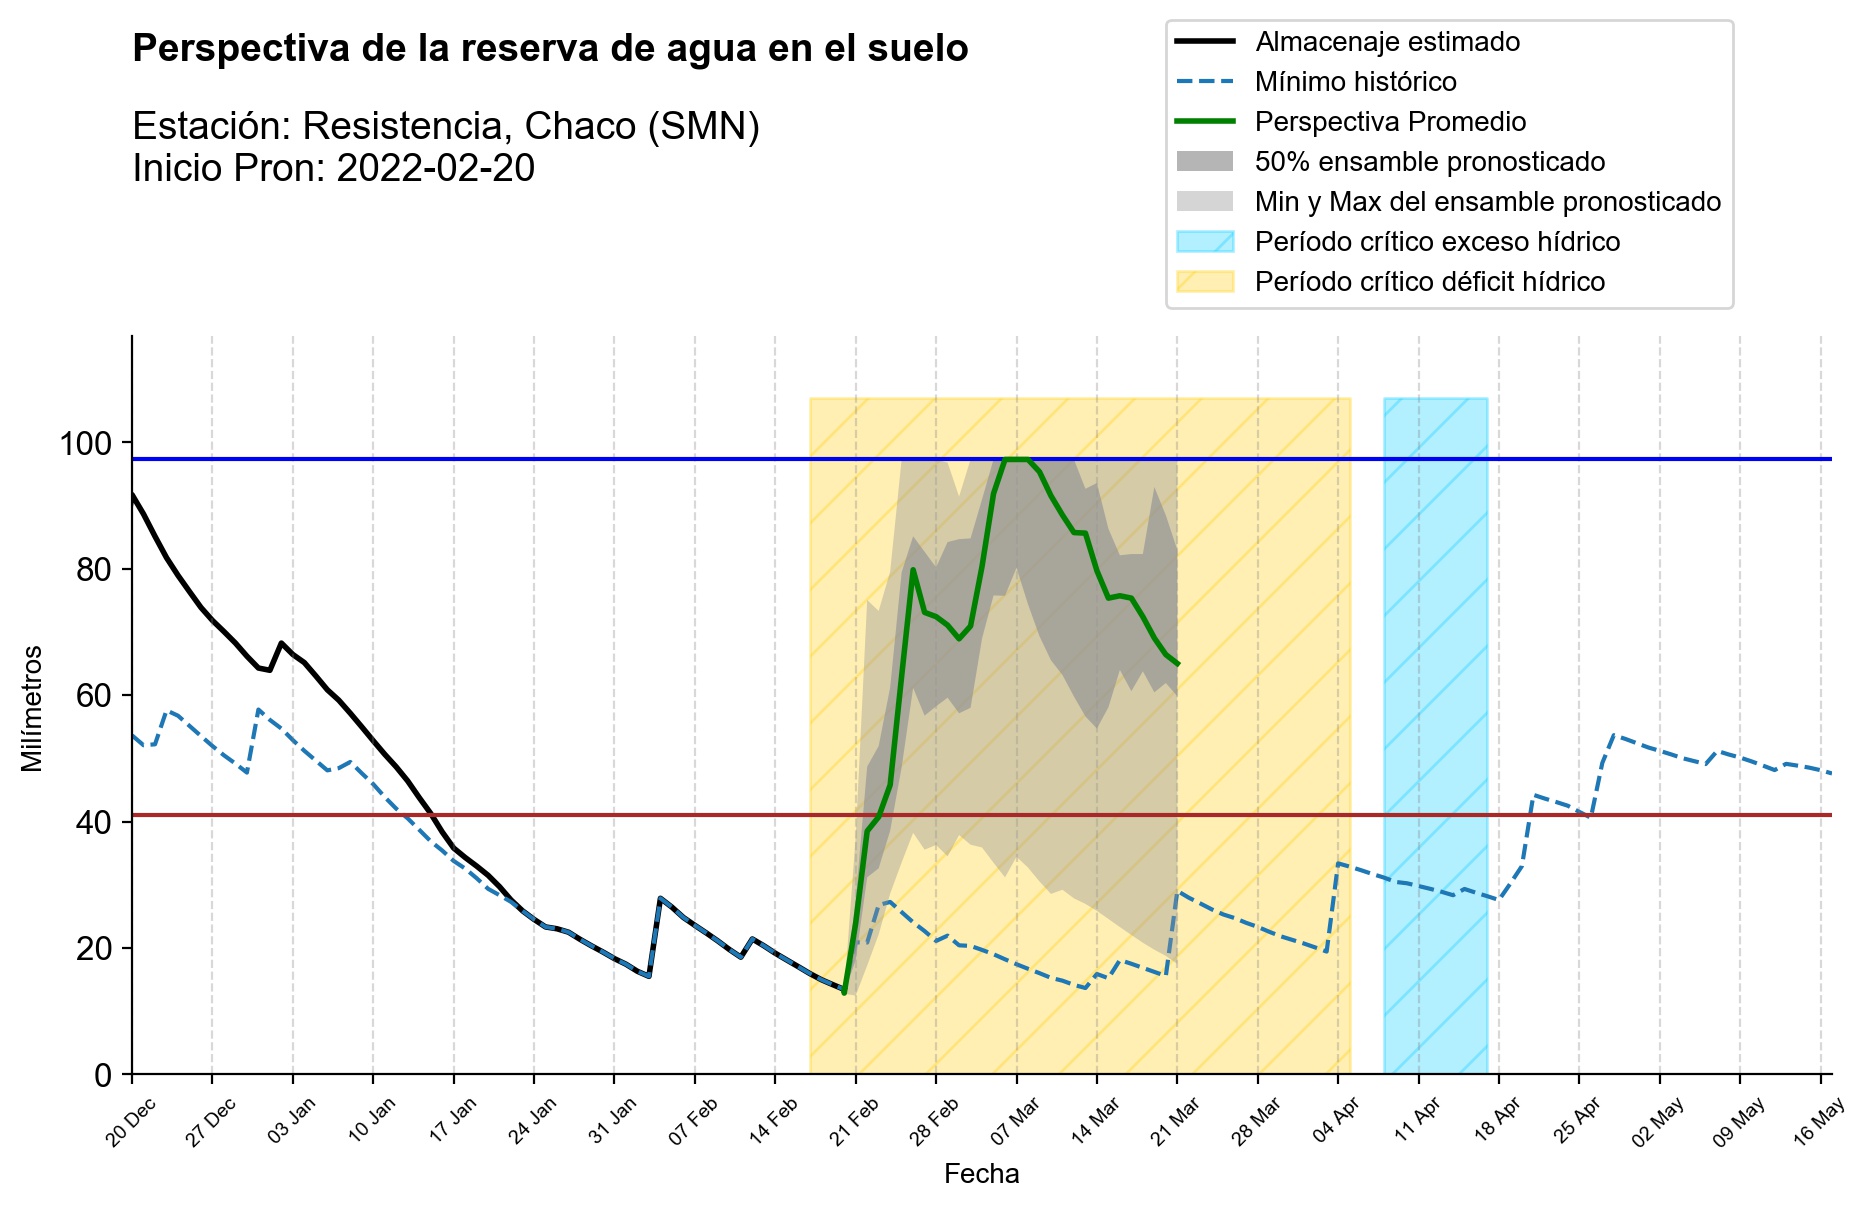 Perspectiva de la reserva de agua en el suelo
Estación: Resistencia, Chaco (SMN)
Inicio Pron: 2022-02-20
Almacenaje estimado
Mínimo histórico
Perspectiva Promedio
50% ensamble pronosticado
Min y Max del ensamble pronosticado
Período crítico exceso hídrico
Período crítico déficit hídrico
100
80
60
40
20
0
Milímetros
20 Dec
27 Dec
03 Jan
10 Jan
17 Jan
24 Jan
31 Jan
07 Feb
14 Feb
21 Feb
28 Feb
07 Mar
14 Mar
21 Mar
28 Mar
04 Apr
11 Apr
18 Apr
25 Apr
02 May
09 May
16 May
Fecha